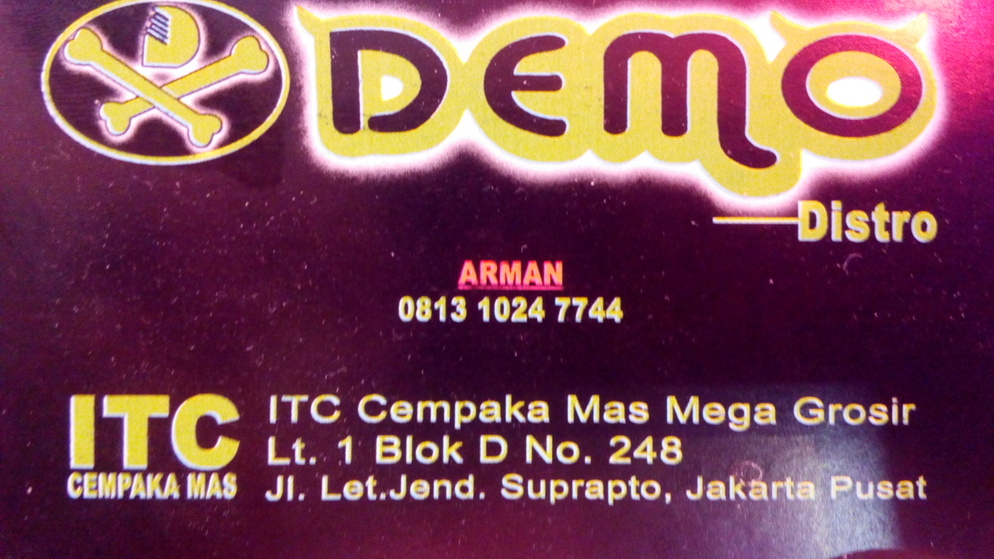 DEMO
Distro
ARMAN
0813 1024 7744
ITC
CEMPAKA MAS
ITC Cempaka Mas Mega Grosir
Lt. 1 Blok D No. 248
Jl. Let.Jend. Suprapto, Jakarta Pusat